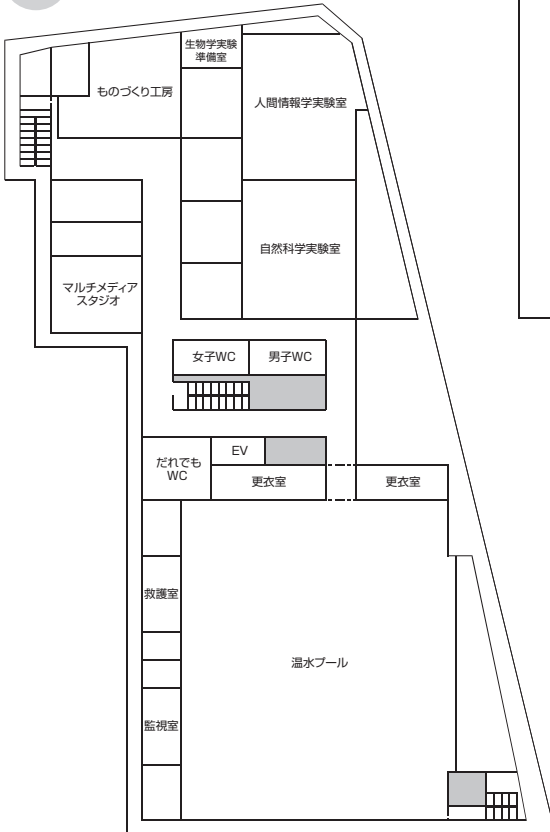 生物学実験
準備室
ものづくり工房
人間情報学実験室
自然科学実験室
マルチメディア
スタジオ
女子WC
男子WC
だれでも
WC
EV
更衣室
更衣室
救護室
温水プール
監視室